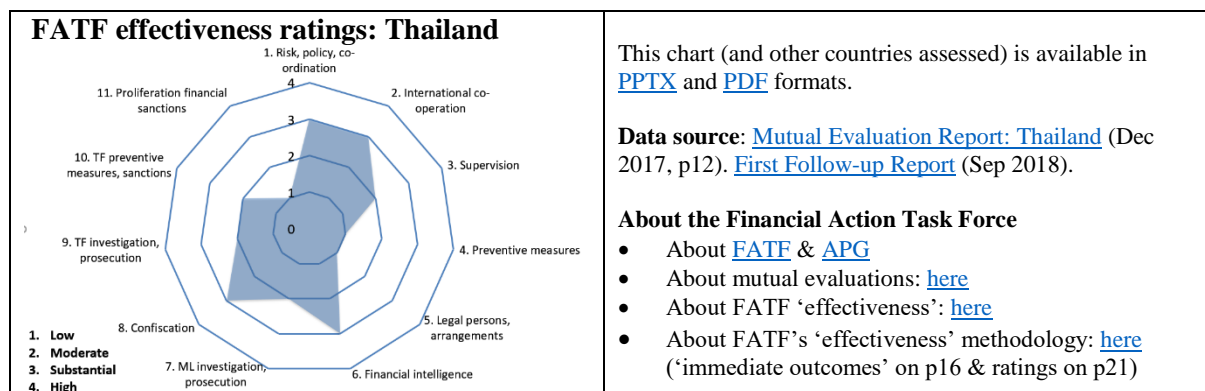 FATF effectiveness ratings: Thailand
1. Risk, policy, co-
ordination
2. International co-
operation
3. Supervision
4. Preventive measures
5. Legal persons,
arrangements
6. Financial intelligence
7. ML investigation,
prosecution
8. Confiscation
9. TF investigation,
prosecution
10. TF preventive
measures, sanctions
11. Proliferation financial
sanctions
4
3
2
1
0
1. Low
2. Moderate
3. Substantial
4. High
This chart (and other countries assessed) is available in
PPTX and PDF formats.
Data source: Mutual Evaluation Report: Thailand (Dec
2017, p12). First Follow-up Report (Sep 2018).
About the Financial Action Task Force
• About FATF & APG
• About mutual evaluations: here
• About FATF ‘effectiveness’: here
• About FATF’s ‘effectiveness’ methodology: here
(‘immediate outcomes’ on p16 & ratings on p21)